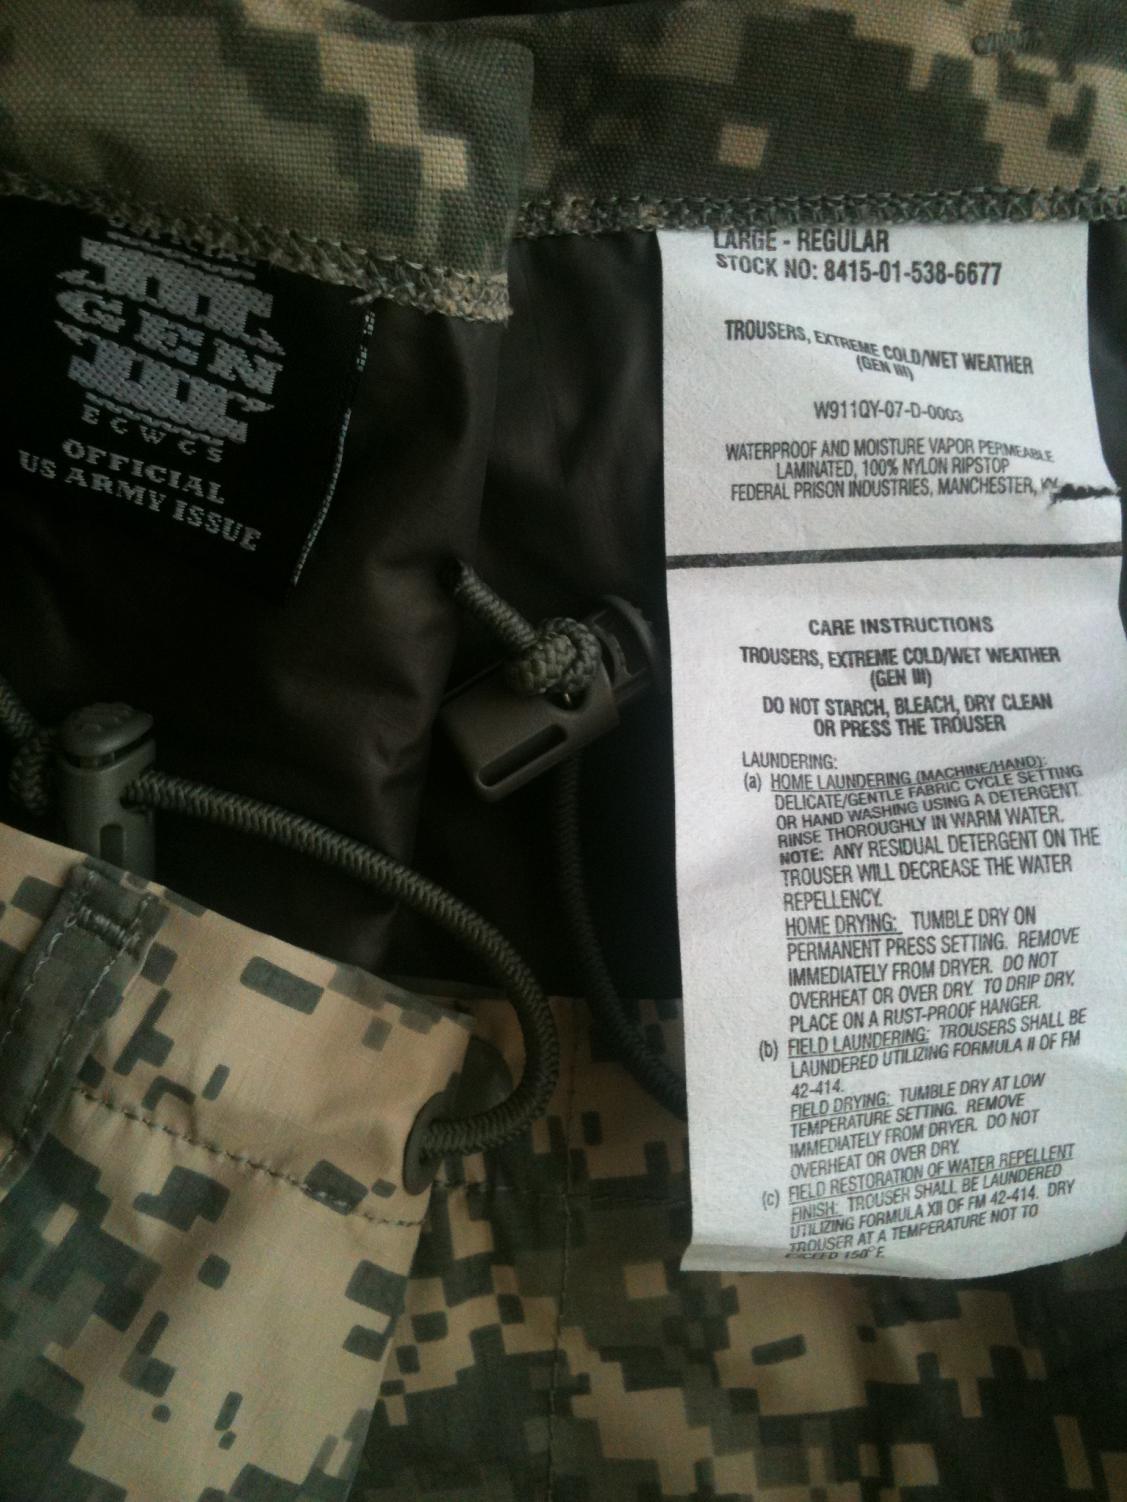 GEN
III
ECWCS
OFFICIAL
US ARMY ISSUE
LARGE - REGULAR
STOCK NO: 8415-01-538-6677
TROUSERS, EXTREME COLD/WET WEATHER
(GEN III)
W911QY-07-D-0003
WATERPROOF AND MOISTURE VAPOR PERMEABLE
LAMINATED, 100% NYLON RIPSTOP
FEDERAL PRISON INDUSTRIES, MANCHESTER, KY
CARE INSTRUCTIONS
TROUSERS, EXTREME COLD/WET WEATHER
(GEN III)
DO NOT STARCH, BLEACH, DRY CLEAN
OR PRESS THE TROUSER
LAUNDERING:
(a) HOME LAUNDERING (MACHINE/HAND):
DELICATE/GENTLE FABRIC CYCLE SETTING
OR HAND WASHING USING A DETERGENT
RINSE THOROUGHLY IN WARM WATER.
NOTE: ANY RESIDUAL DETERGENT ON THE
TROUSER WILL DECREASE THE WATER
REPELLENCY.
HOME DRYING: TUMBLE DRY ON
PERMANENT PRESS SETTING. REMOVE
IMMEDIATELY FROM DRYER. DO NOT
OVERHEAT OR OVER DRY. TO DRIP DRY,
PLACE ON A RUST-PROOF HANGER.
(b) FIELD LAUNDERING: TROUSERS SHALL BE
LAUNDERED UTILIZING FORMULA II OF FM
42-414.
FIELD DRYING: TUMBLE DRY AT LOW
TEMPERATURE SETTING. REMOVE
IMMEDIATELY FROM DRYER. DO NOT
OVERHEAT OR OVER DRY.
(c) FIELD RESTORATION OF WATER REPELLENT
FINISH: TROUSER SHALL BE LAUNDERED
UTILIZING FORMULA XII OF FM 42-414. DRY
TROUSER AT A TEMPERATURE NOT TO
EXCEED 150°F.